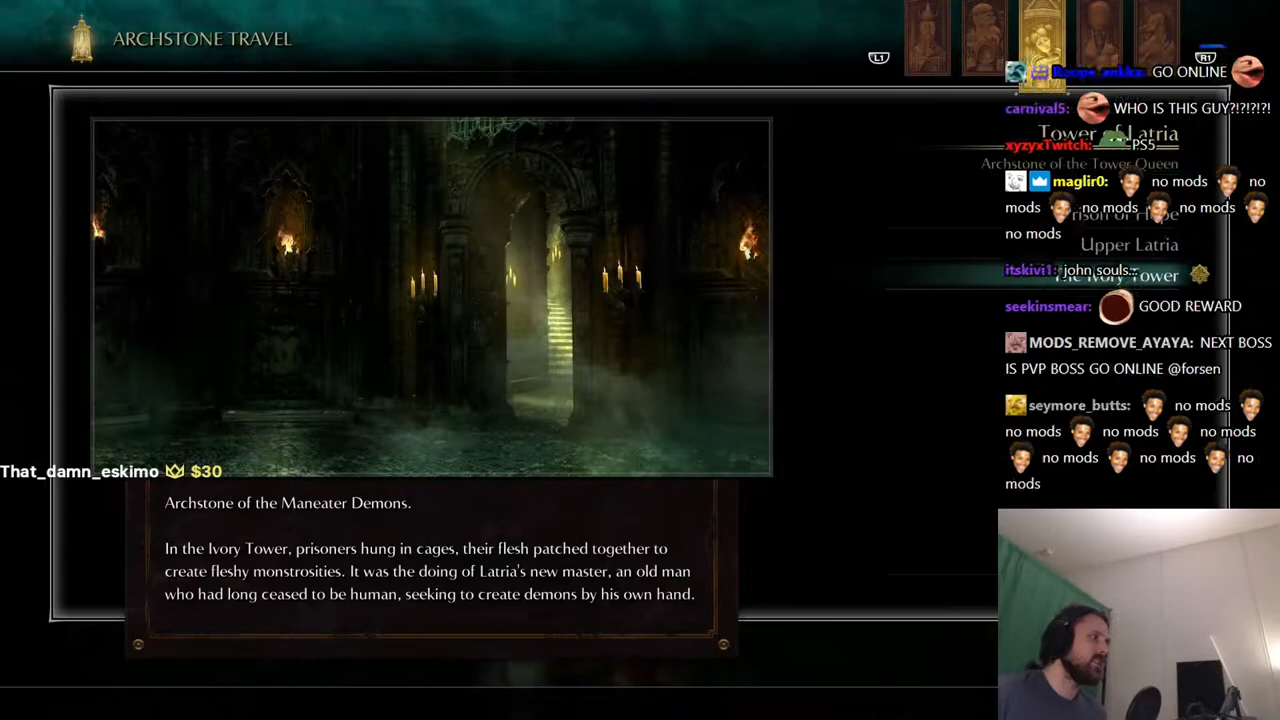 ARCHSTONE TRAVEL
L1
R1
GO ONLINE
carnival5: WHO IS THIS GUY?!?!?!?!
Tower of Latria
xyzyxTwitch: PS5
Archstone of the Tower Queen
maglir0: no mods no
mods no mods no mods
no mods
Prison of Hope
Upper Latria
itskivi1: john souls...
The Ivory Tower
seekinsmear: GOOD REWARD
MODS_REMOVE_AYAYA: NEXT BOSS
IS PVP BOSS GO ONLINE @forsen
seymore_butts: no mods
no mods no mods no mods
no mods no mods no
mods
That_damn_eskimo $30
Archstone of the Maneater Demons.
In the Ivory Tower, prisoners hung in cages, their flesh patched together to
create fleshy monstrosities. It was the doing of Latria's new master, an old man
who had long ceased to be human, seeking to create demons by his own hand.